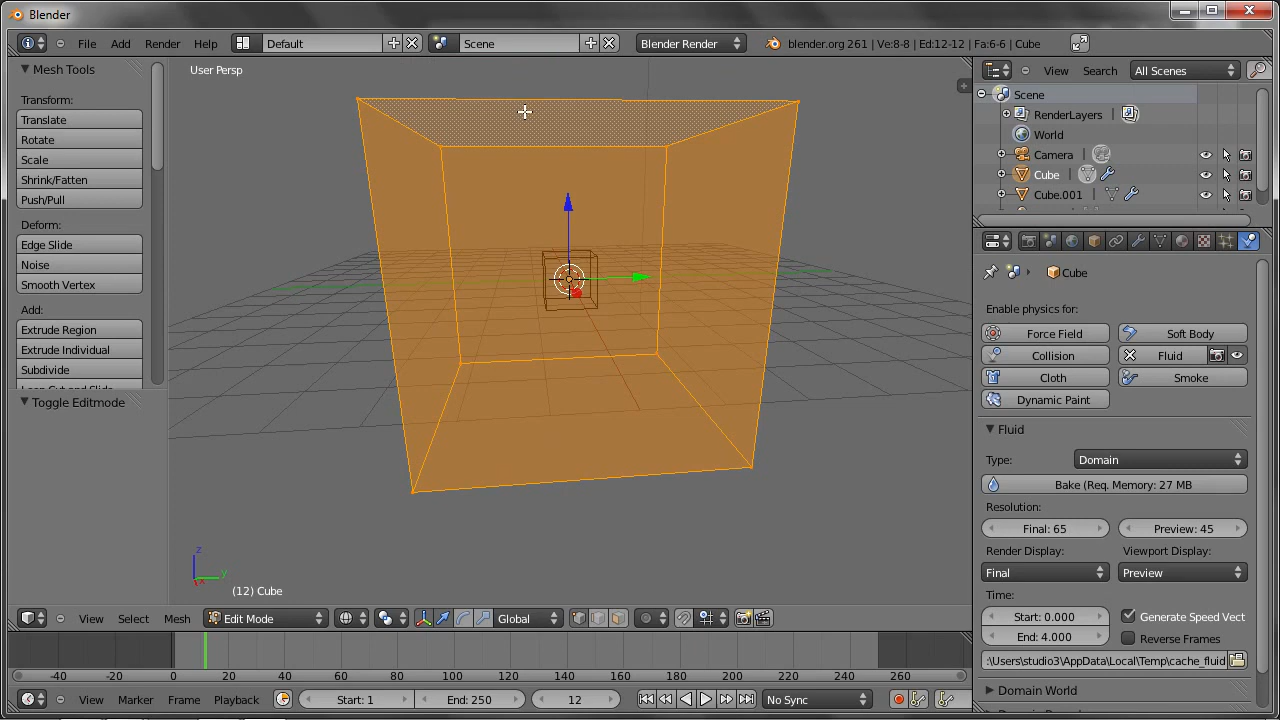 Blender
File Add Render Help Default Scene Blender Render blender.org 261 | Ve:8-8 | Ed:12-12 | Fa:6-6 | Cube
Mesh Tools
Transform:
Translate
Rotate
Scale
Shrink/Fatten
Push/Pull
Deform:
Edge Slide
Noise
Smooth Vertex
Add:
Extrude Region
Extrude Individual
Subdivide
Loop Cut and Slide
Toggle Editmode
User Persp
z
y
x
(12) Cube
View Select Mesh Edit Mode Global
-40 -20 0 20 40 60 80 100 120 140 160 180 200 220 240 260
View Marker Frame Playback Start: 1 End: 250 12 No Sync
View Search All Scenes
Scene
RenderLayers
World
Camera
Cube
Cube.001
Cube
Enable physics for:
Force Field Soft Body
Collision Fluid
Cloth Smoke
Dynamic Paint
Fluid
Type: Domain
Bake (Req. Memory: 27 MB
Resolution:
Final: 65 Preview: 45
Render Display: Viewport Display:
Final Preview
Time:
Start: 0.000 Generate Speed Vect
End: 4.000 Reverse Frames
:\Users\studio3\AppData\Local\Temp\cache_fluid
Domain World